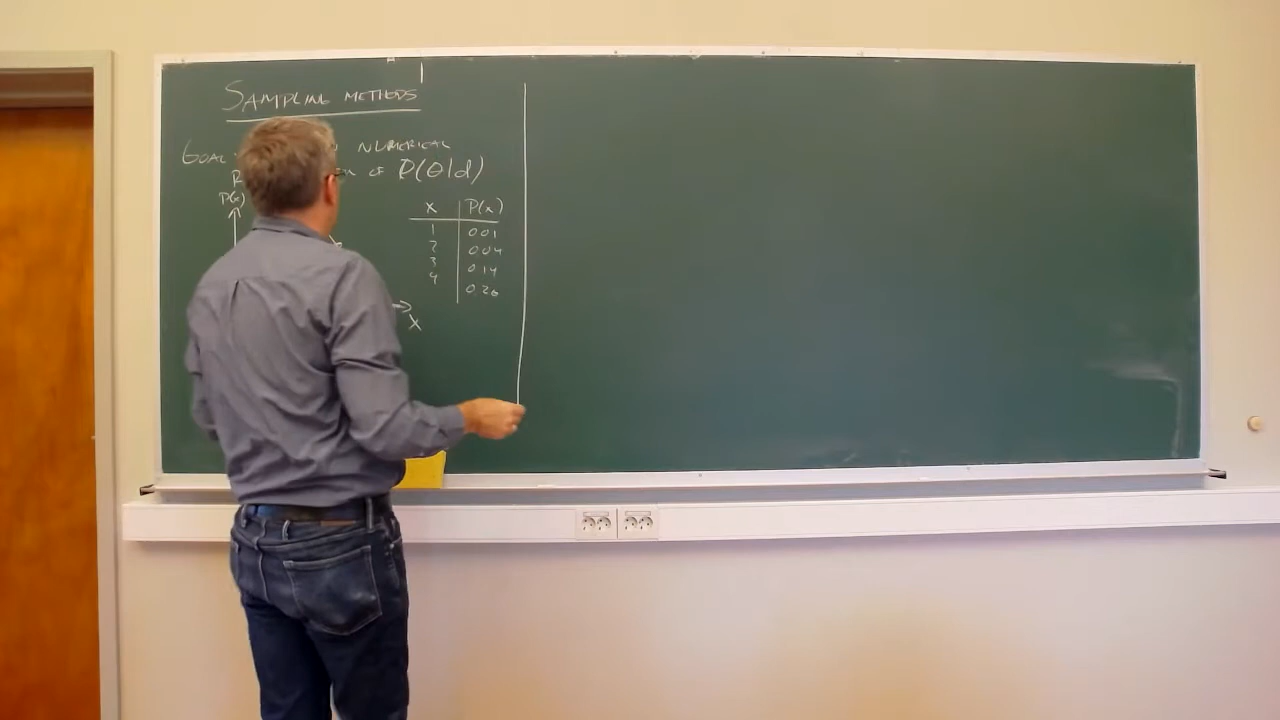 SAMPLING METHODS
GOAL NUMERICAL
R OF P(θ|d)
P(x)
X P(x)
1 0.01
2 0.04
3 0.14
4 0.26
X